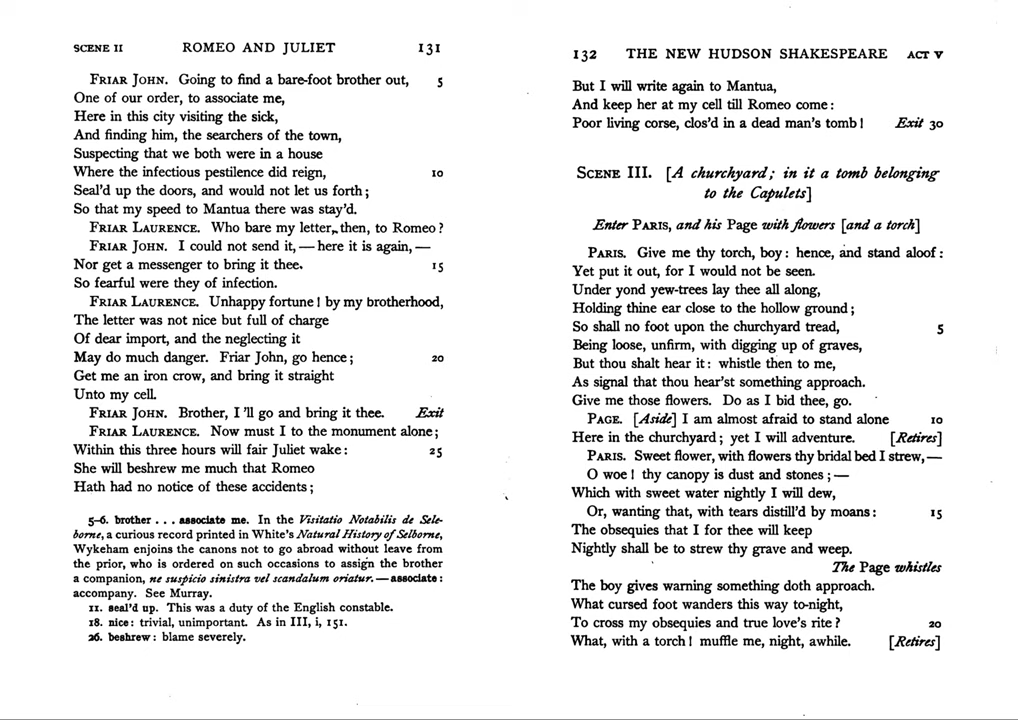 SCENE II ROMEO AND JULIET 131
FRIAR JOHN. Going to find a bare-foot brother out, 5
One of our order, to associate me,
Here in this city visiting the sick,
And finding him, the searchers of the town,
Suspecting that we both were in a house
Where the infectious pestilence did reign, 10
Seal'd up the doors, and would not let us forth;
So that my speed to Mantua there was stay'd.
FRIAR LAURENCE. Who bare my letter, then, to Romeo?
FRIAR JOHN. I could not send it, — here it is again, —
Nor get a messenger to bring it thee. 15
So fearful were they of infection.
FRIAR LAURENCE. Unhappy fortune! by my brotherhood,
The letter was not nice but full of charge
Of dear import, and the neglecting it
May do much danger. Friar John, go hence; 20
Get me an iron crow, and bring it straight
Unto my cell.
FRIAR JOHN. Brother, I 'll go and bring it thee. Exit
FRIAR LAURENCE. Now must I to the monument alone;
Within this three hours will fair Juliet wake: 25
She will beshrew me much that Romeo
Hath had no notice of these accidents;
5–6. brother . . . associate me. In the Visitatio Notabilis de Sele-
borne, a curious record printed in White's Natural History of Selborne,
Wykeham enjoins the canons not to go abroad without leave from
the prior, who is ordered on such occasions to assign the brother
a companion, ne suspicio sinistra vel scandalum oriatur. — associate:
accompany. See Murray.
11. seal'd up. This was a duty of the English constable.
18. nice: trivial, unimportant. As in III, i, 151.
26. beshrew: blame severely.
132 THE NEW HUDSON SHAKESPEARE ACT V
But I will write again to Mantua,
And keep her at my cell till Romeo come:
Poor living corse, clos'd in a dead man's tomb! Exit 30
SCENE III. [A churchyard; in it a tomb belonging
to the Capulets]
Enter PARIS, and his Page with flowers [and a torch]
PARIS. Give me thy torch, boy: hence, and stand aloof:
Yet put it out, for I would not be seen.
Under yond yew-trees lay thee all along,
Holding thine ear close to the hollow ground;
So shall no foot upon the churchyard tread, 5
Being loose, unfirm, with digging up of graves,
But thou shalt hear it: whistle then to me,
As signal that thou hear'st something approach.
Give me those flowers. Do as I bid thee, go.
PAGE. [Aside] I am almost afraid to stand alone 10
Here in the churchyard; yet I will adventure. [Retires]
PARIS. Sweet flower, with flowers thy bridal bed I strew, —
O woe! thy canopy is dust and stones; —
Which with sweet water nightly I will dew,
Or, wanting that, with tears distill'd by moans: 15
The obsequies that I for thee will keep
Nightly shall be to strew thy grave and weep.
The Page whistles
The boy gives warning something doth approach.
What cursed foot wanders this way to-night,
To cross my obsequies and true love's rite? 20
What, with a torch! muffle me, night, awhile. [Retires]